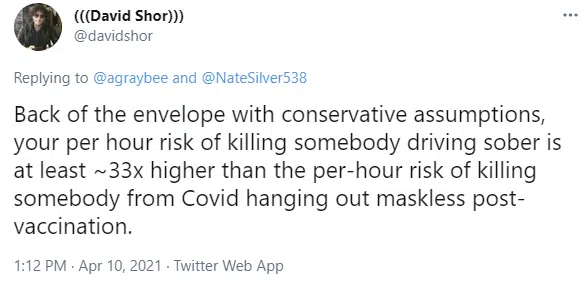 (((David Shor)))
@davidshor
Replying to @agraybee and @NateSilver538
Back of the envelope with conservative assumptions,
your per hour risk of killing somebody driving sober is
at least ~33x higher than the per-hour risk of killing
somebody from Covid hanging out maskless post-
vaccination.
1:12 PM · Apr 10, 2021 · Twitter Web App